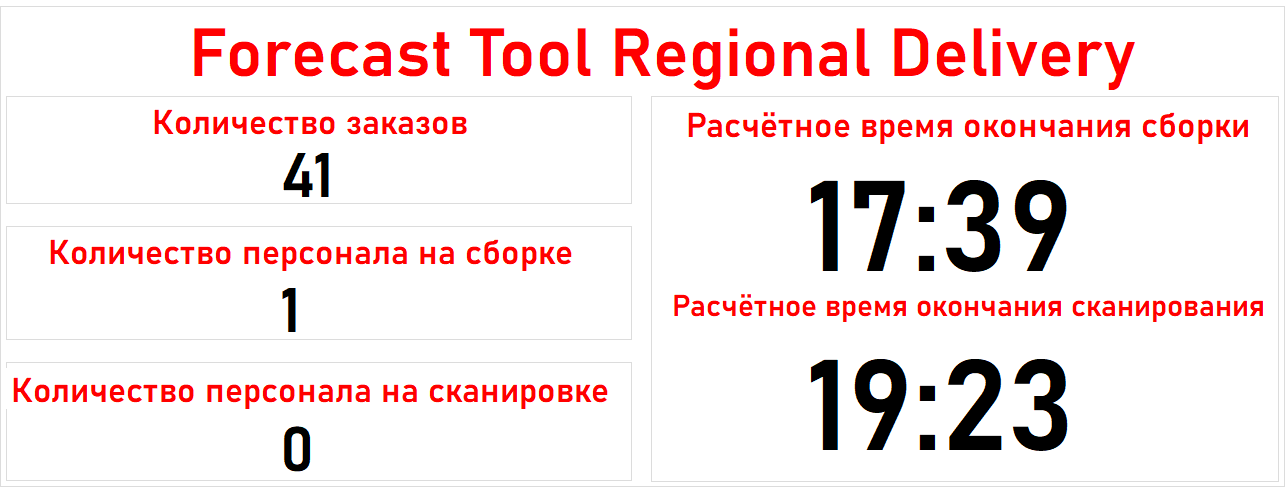 Forecast Tool Regional Delivery
Количество заказов
41
Количество персонала на сборке
1
Количество персонала на сканировке
0
Расчётное время окончания сборки
17:39
Расчётное время окончания сканирования
19:23